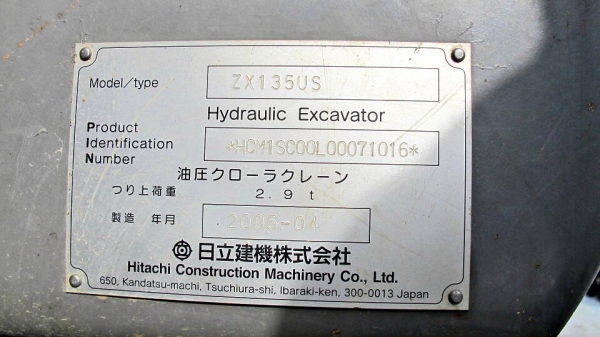 Model/type ZX135US
Hydraulic Excavator
Product
Identification
Number *HCM1SC00L00071016*
油圧クローラクレーン
つり上荷重 2.9 t
製造 年月 2006-04
日立建機株式会社
Hitachi Construction Machinery Co., Ltd.
650, Kandatsu-machi, Tsuchiura-shi, Ibaraki-ken, 300-0013 Japan